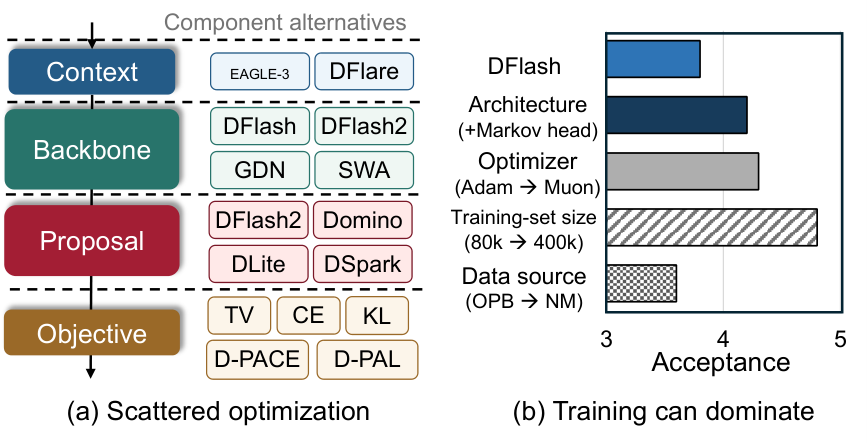 Component alternatives
Context
EAGLE-3
DFlare
Backbone
DFlash
DFlash2
GDN
SWA
Proposal
DFlash2
Domino
DLite
DSpark
Objective
TV
CE
KL
D-PACE
D-PAL
(a) Scattered optimization
DFlash
Architecture
(+Markov head)
Optimizer
(Adam → Muon)
Training-set size
(80k → 400k)
Data source
(OPB → NM)
3
4
5
Acceptance
(b) Training can dominate